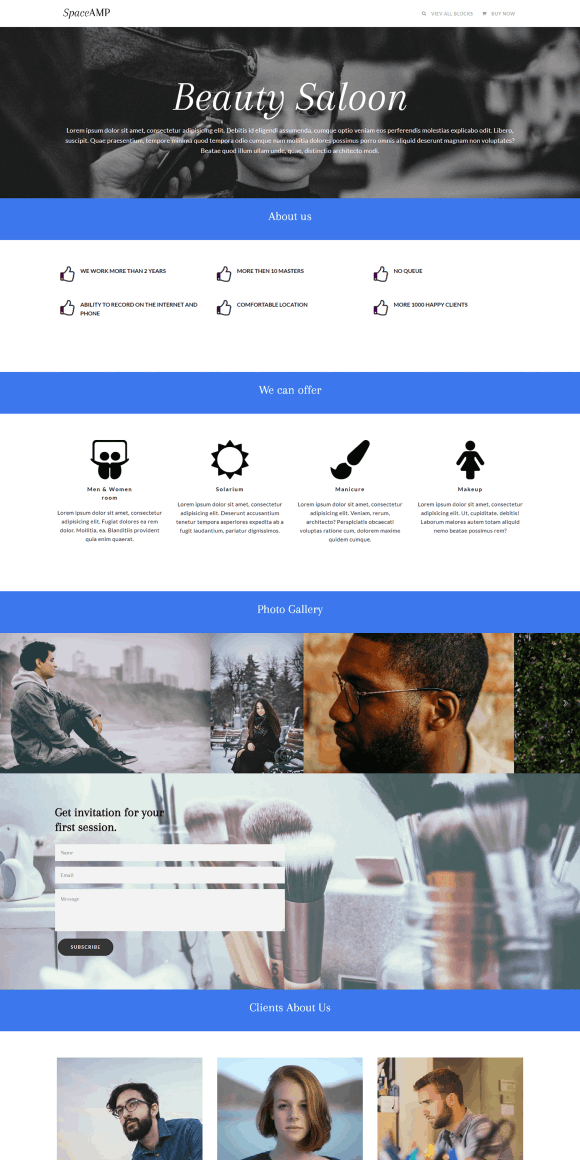 SpaceAMP
VIEW ALL BLOCKS BUY NOW
Beauty Saloon
Lorem ipsum dolor sit amet, consectetur adipisicing elit. Debitis id eligendi assumenda, cumque optio veniam eos perferendis molestias explicabo odit. Libero,
suscipit. Quae praesentium, tempore minima quod tempora odio cumque nam molestia dolores possimus porro omnis aliquid deserunt magnam non voluptates?
Beatae quod illum ullam unde, quae, distinctio architecto modi.
About us
WE WORK MORE THAN 2 YEARS
MORE THEN 10 MASTERS
NO QUEUE
ABILITY TO RECORD ON THE INTERNET AND
PHONE
COMFORTABLE LOCATION
MORE 1000 HAPPY CLIENTS
We can offer
Men & Women
room
Lorem ipsum dolor sit amet, consectetur
adipisicing elit. Fugiat dolores ea rem
dolor. Mollitia, ea. Blanditiis provident
quia enim quaerat.
Solarium
Lorem ipsum dolor sit amet, consectetur
adipisicing elit. Deserunt accusantium
tenetur tempora asperiores expedita ab a
fugit laudantium, pariatur dignissimos.
Manicure
Lorem ipsum dolor sit amet, consectetur
adipisicing elit. Veniam, rerum,
architecto? Perspiciatis obcaecati
voluptas ratione cum, dolorem maxime
quidem cumque.
Makeup
Lorem ipsum dolor sit amet, consectetur
adipisicing elit. Ut, cupiditate, debitis!
Laborum maiores autem totam aliquid
nemo beatae possimus rem?
Photo Gallery
Get invitation for your
first session.
Name
Email
Message
SUBSCRIBE
Clients About Us